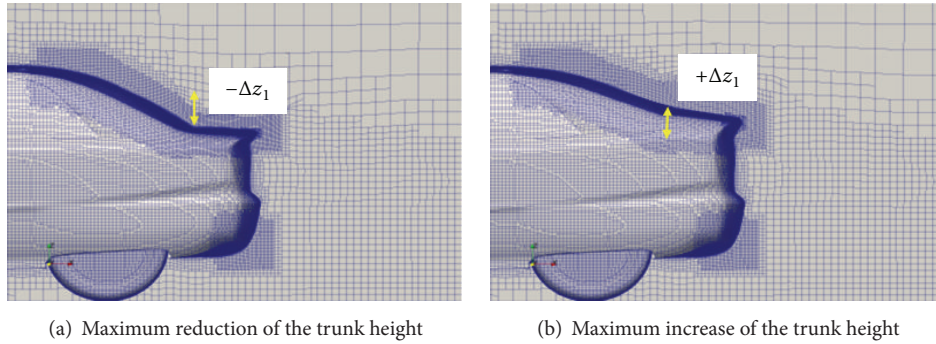 −Δz₁
+Δz₁
(a) Maximum reduction of the trunk height
(b) Maximum increase of the trunk height